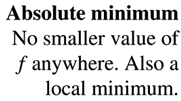 Absolute minimum
No smaller value of
f anywhere. Also a
local minimum.